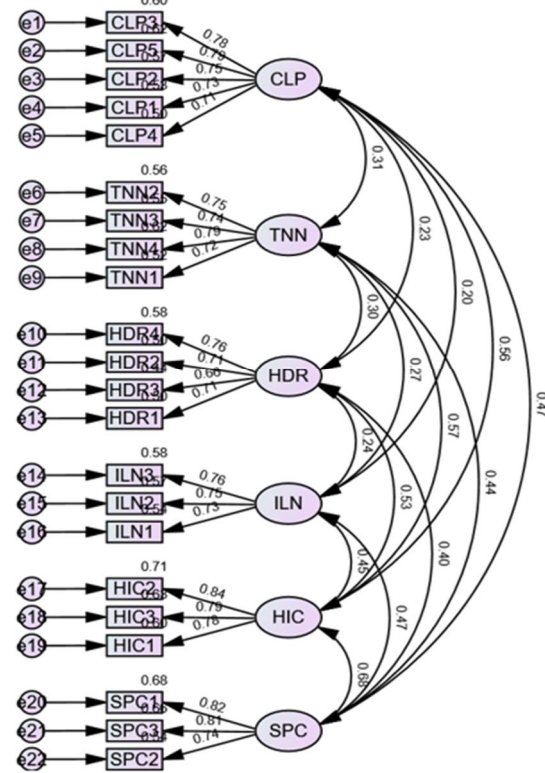 0.60
e1 CLP3 0.78
e2 CLP5 0.79
e3 CLP2 0.75 CLP
e4 CLP1 0.73
e5 CLP4 0.71
0.31
0.56
e6 TNN2 0.75
e7 TNN3 0.74
e8 TNN4 0.79 TNN
e9 TNN1 0.72
0.23
0.20
0.30
0.58
e10 HDR4 0.76
e11 HDR2 0.71
e12 HDR3 0.66 HDR
e13 HDR1 0.71
0.27
0.56
0.47
0.57
0.24
0.58
e14 ILN3 0.76
e15 ILN2 0.75 ILN
e16 ILN1 0.73
0.53
0.44
0.40
0.45
0.71
e17 HIC2 0.84
e18 HIC3 0.79 HIC
e19 HIC1 0.78
0.47
0.68
0.68
e20 SPC1 0.82
e21 SPC3 0.81 SPC
e22 SPC2 0.74